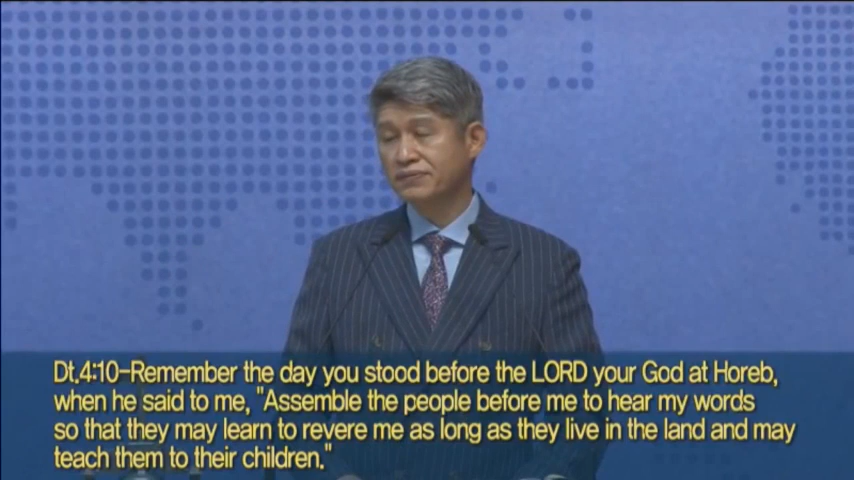 Dt.4:10-Remember the day you stood before the LORD your God at Horeb,
when he said to me, "Assemble the people before me to hear my words
so that they may learn to revere me as long as they live in the land and may
teach them to their children."